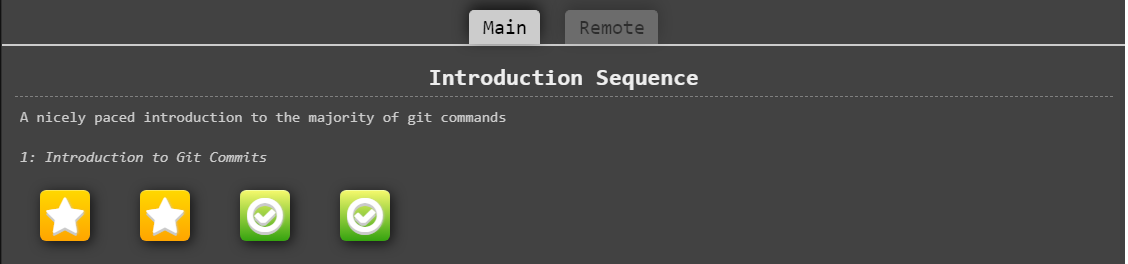 Main
Remote
Introduction Sequence
A nicely paced introduction to the majority of git commands
1: Introduction to Git Commits